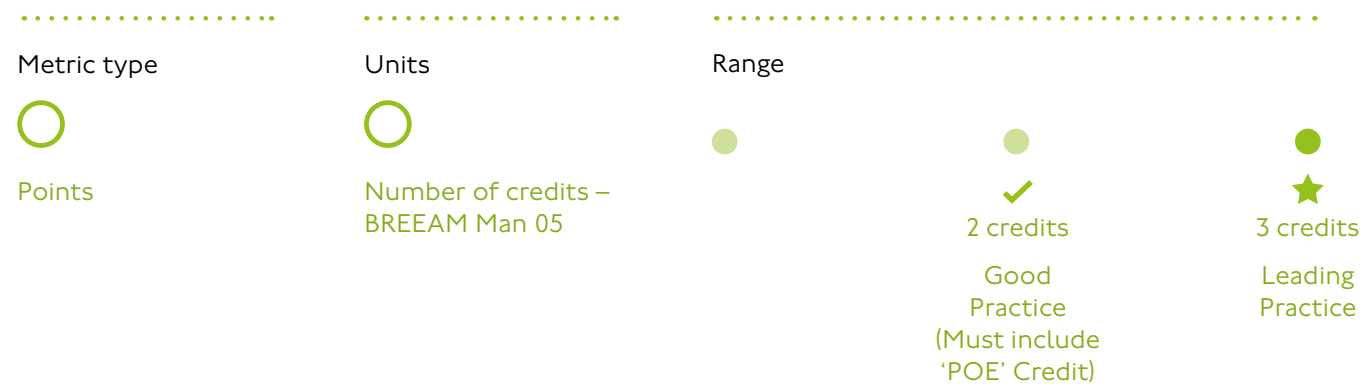 Metric type
Points
Units
Number of credits –
BREEAM Man 05
Range
2 credits
Good
Practice
(Must include
‘POE’ Credit)
3 credits
Leading
Practice